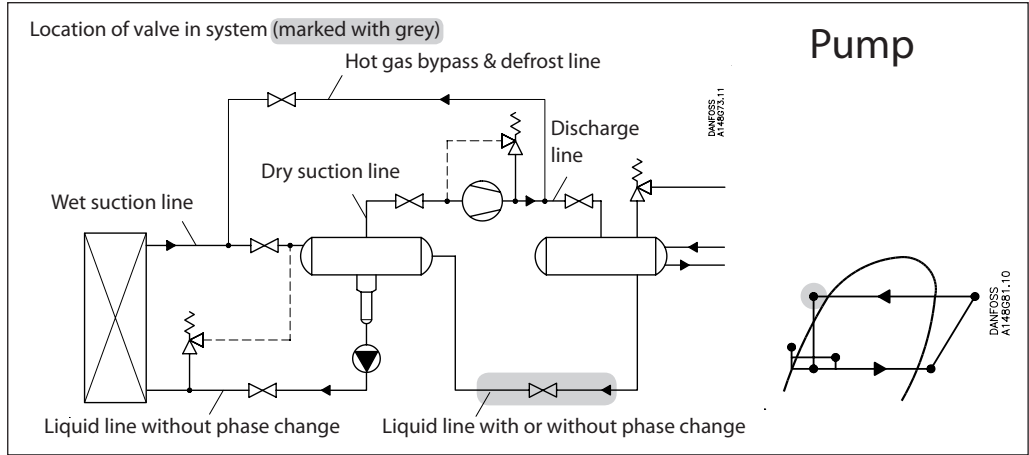 Location of valve in system (marked with grey)
Pump
Hot gas bypass & defrost line
DANFOSS
A148G73.11
Discharge
line
Dry suction line
Wet suction line
DANFOSS
A148G81.10
Liquid line without phase change
Liquid line with or without phase change